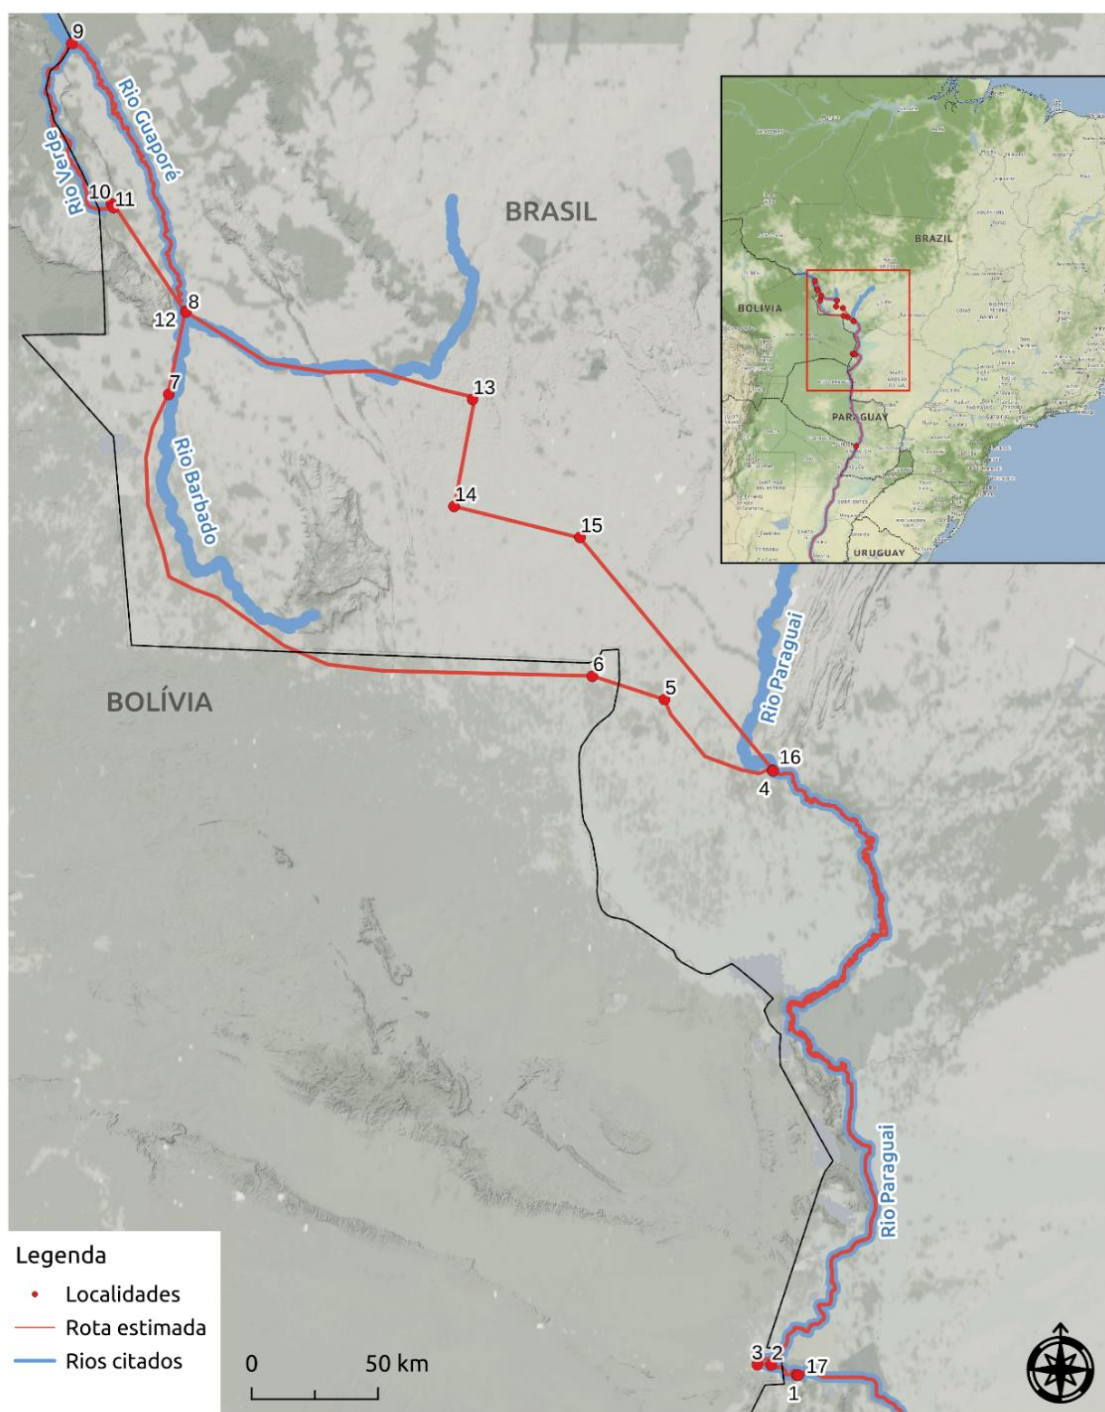 9
Rio Guaporé
Rio Verde
10
11
BRASIL
8
12
7
13
Rio Barbado
14
15
BOLÍVIA
6
5
Rio Paraguai
16
4
Rio Paraguai
3
2
17
1
BRAZIL
BOLIVIA
PARAGUAY
URUGUAY
Legenda
Localidades
Rota estimada
Rios citados
0 50 km